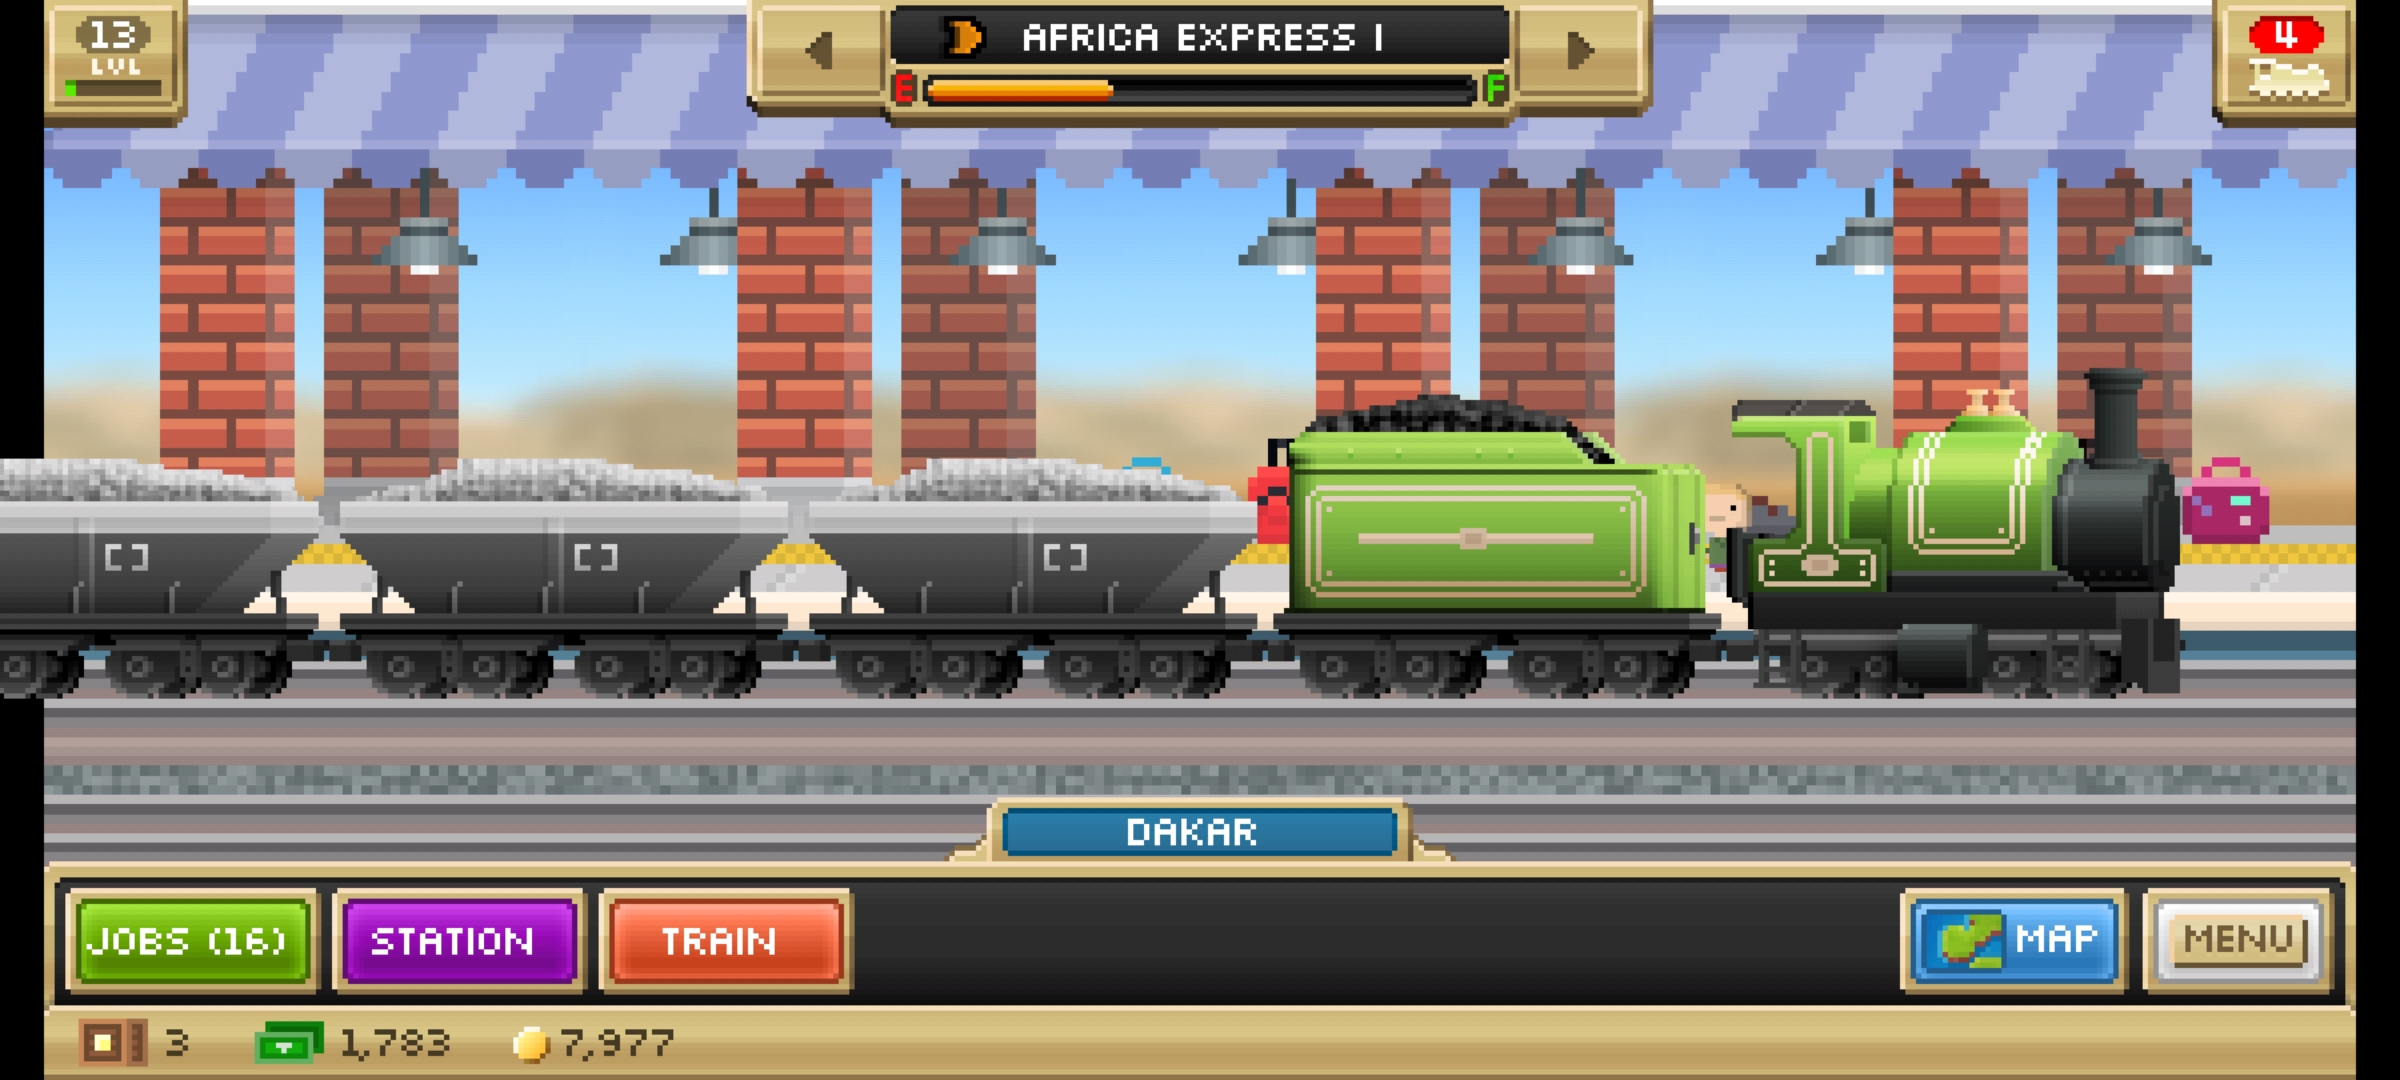 13
LVL
AFRICA EXPRESS I
E F
4
DAKAR
JOBS (16)
STATION
TRAIN
MAP
MENU
3
1,783
7,977